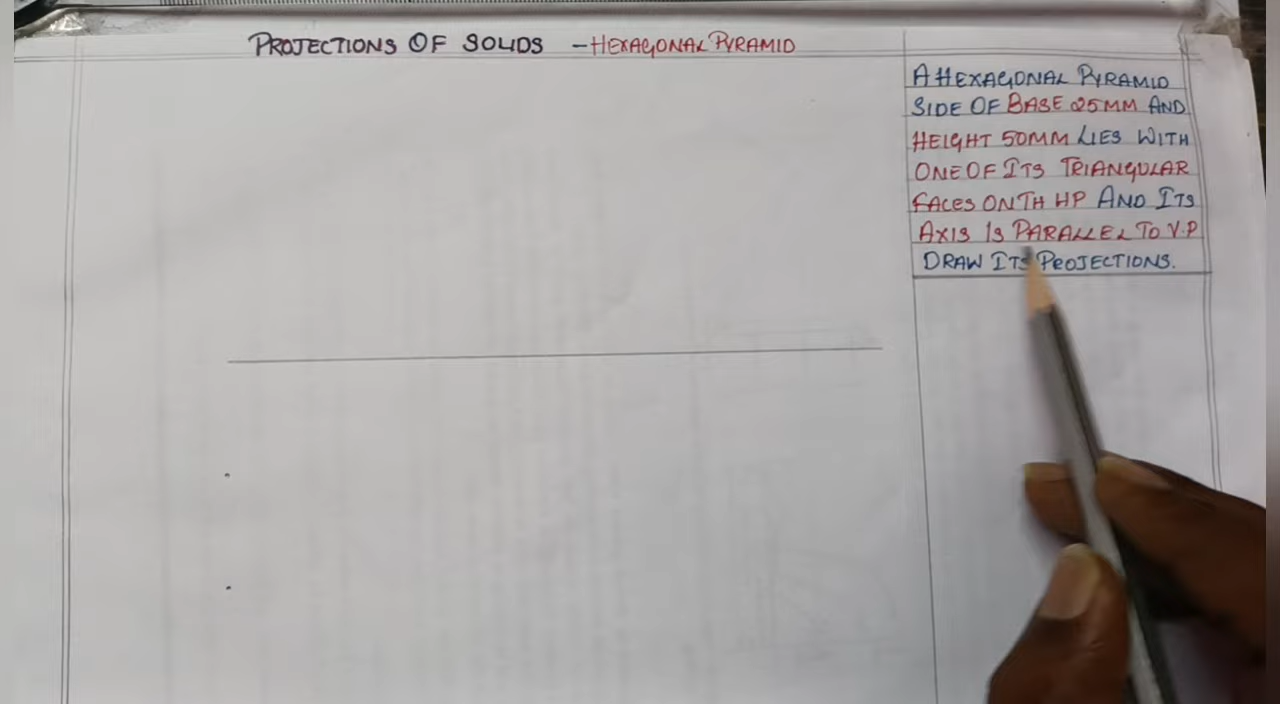 PROJECTIONS OF SOLIDS - HEXAGONAL PYRAMID
A HEXAGONAL PYRAMID
SIDE OF BASE 25MM AND
HEIGHT 50MM LIES WITH
ONE OF ITS TRIANGULAR
FACES ON TH HP AND ITS
AXIS IS PARALLEL TO V.P
DRAW ITS PROJECTIONS.